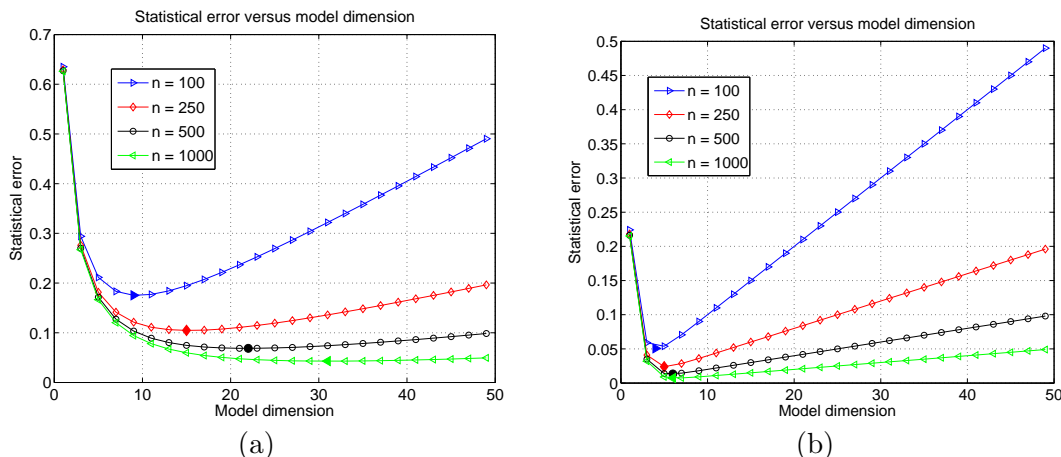 Statistical error versus model dimension
0.7
0.6
0.5
0.4
0.3
0.2
0.1
0
Statistical error
n = 100
n = 250
n = 500
n = 1000
0 10 20 30 40 50
Model dimension
(a)
Statistical error versus model dimension
0.5
0.45
0.4
0.35
0.3
0.25
0.2
0.15
0.1
0.05
0
Statistical error
n = 100
n = 250
n = 500
n = 1000
0 10 20 30 40 50
Model dimension
(b)